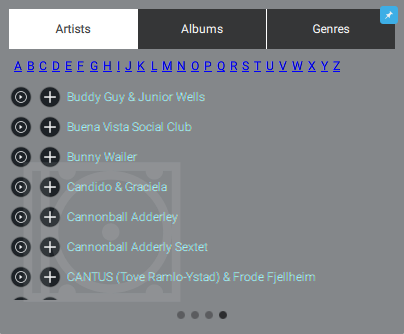 Artists Albums Genres
A B C D E F G H I J K L M N O P Q R S T U V W X Y Z
Buddy Guy & Junior Wells
Buena Vista Social Club
Bunny Wailer
Candido & Graciela
Cannonball Adderley
Cannonball Adderly Sextet
CANTUS (Tove Ramlo-Ystad) & Frode Fjellheim